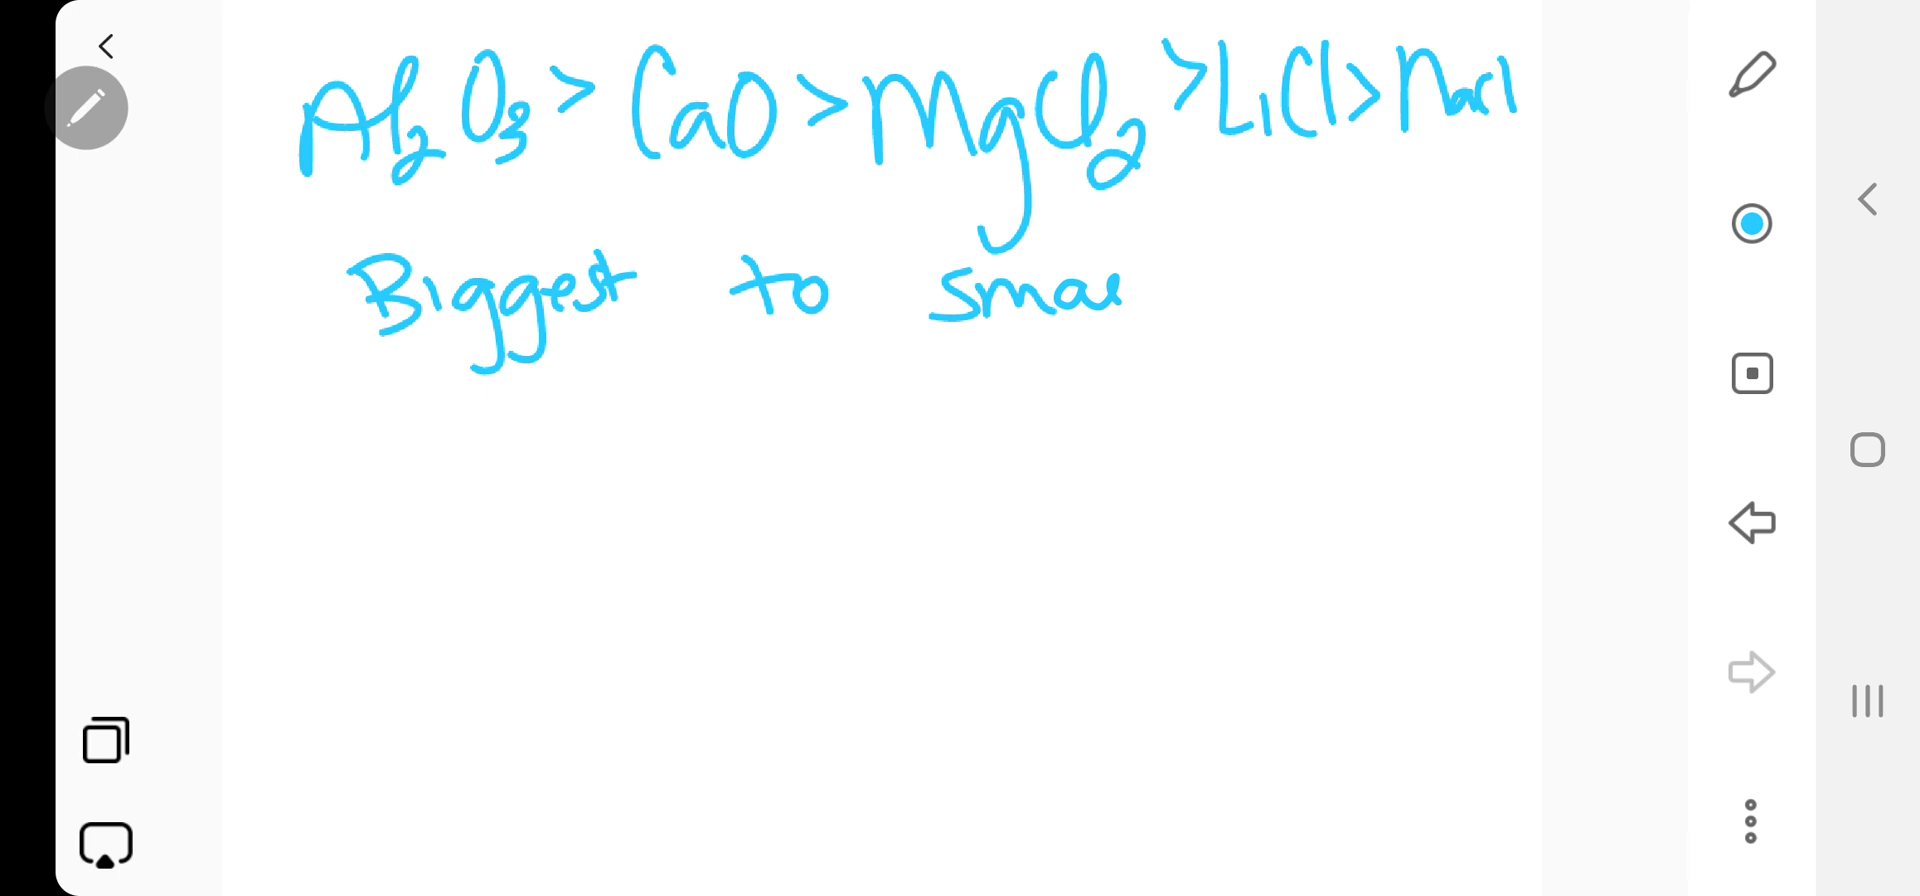 Al₂O₃ > CaO > MgCl₂ > LiCl > Nacl
Biggest to smal